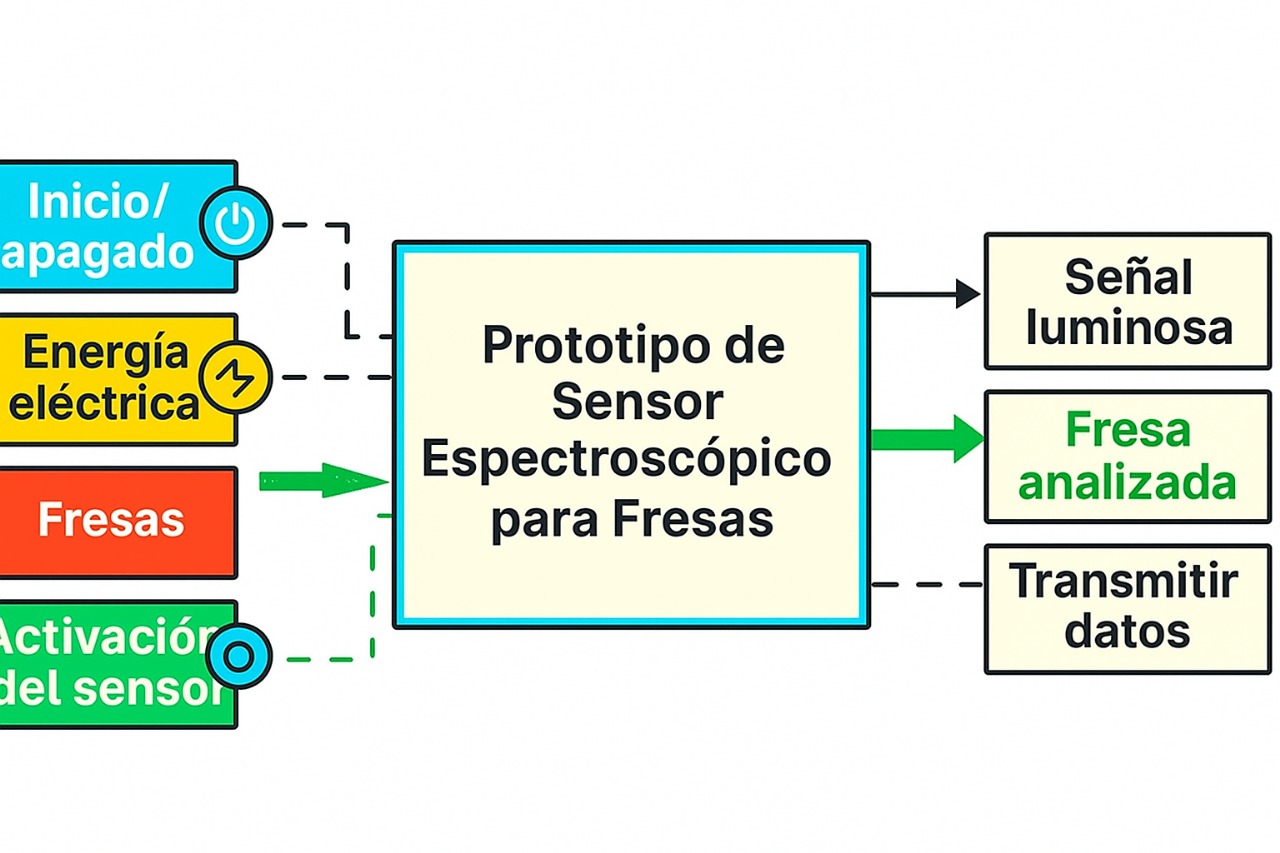 Inicio/
apagado
Energía
eléctrica
Fresas
Activación
del sensor
Prototipo de
Sensor
Espectroscópico
para Fresas
Señal
luminosa
Fresa
analizada
Transmitir
datos